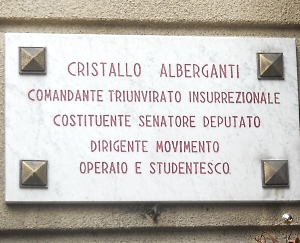 CRISTALLO ALBERGANTI
COMANDANTE TRIUNVIRATO INSURREZIONALE
COSTITUENTE SENATORE DEPUTATO
DIRIGENTE MOVIMENTO
OPERAIO E STUDENTESCO